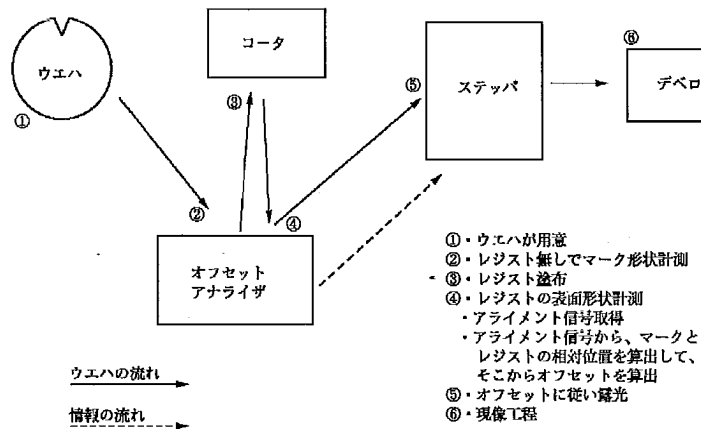 ウエハ
①
コータ
③
②
④
オフセット
アナライザ
⑤
ステッパ
⑥
デベロ
①・ウエハが用意
②・レジスト無しでマーク形状計測
③・レジスト塗布
④・レジストの表面形状計測
・アライメント信号取得
・アライメント信号から、マークと
レジストの相対位置を算出して、
そこからオフセットを算出
⑤・オフセットに従い露光
⑥・現像工程
ウエハの流れ
情報の流れ